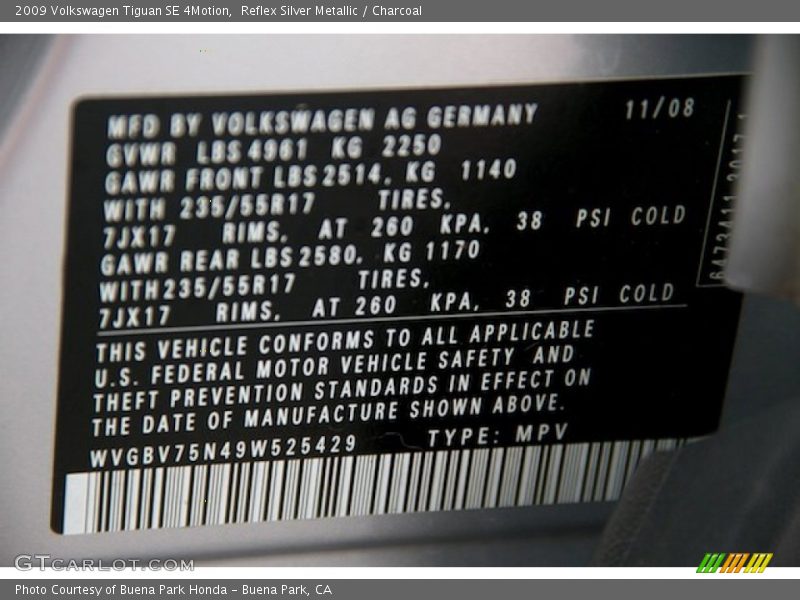 2009 Volkswagen Tiguan SE 4Motion,  Reflex Silver Metallic / Charcoal
MFD BY VOLKSWAGEN AG GERMANY 11/08
GVWR LBS 4961 KG 2250
GAWR FRONT LBS 2514. KG 1140
WITH 235/55R17 TIRES.
7JX17 RIMS. AT 260 KPA. 38 PSI COLD
GAWR REAR LBS 2580. KG 1170
WITH 235/55R17 TIRES.
7JX17 RIMS. AT 260 KPA. 38 PSI COLD
THIS VEHICLE CONFORMS TO ALL APPLICABLE
U.S. FEDERAL MOTOR VEHICLE SAFETY AND
THEFT PREVENTION STANDARDS IN EFFECT ON
THE DATE OF MANUFACTURE SHOWN ABOVE.
WVGBV75N49W525429 TYPE: MPV
GTCARLOT.COM
Photo Courtesy of Buena Park Honda - Buena Park, CA